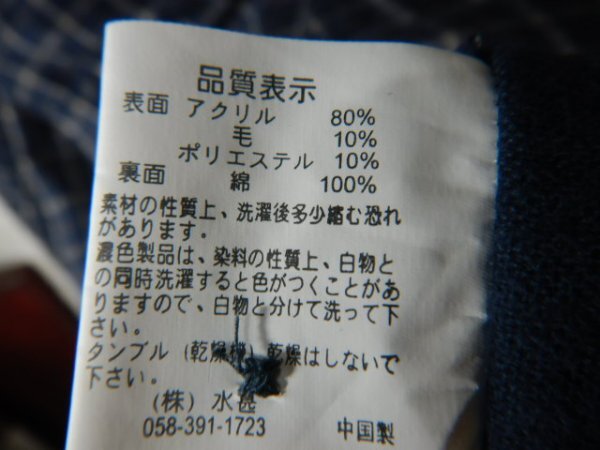 品質表示
表面 アクリル 80%
毛 10%
ポリエステル 10%
裏面 綿 100%
素材の性質上、洗濯後多少縮む恐れ
があります。
濃色製品は、染料の性質上、白物と
の同時洗濯すると色がつくことがあ
りますので、白物と分けて洗って下
さい。
タンブル（乾燥機）乾燥はしないで
下さい。
（株）水甚
058-391-1723 中国製